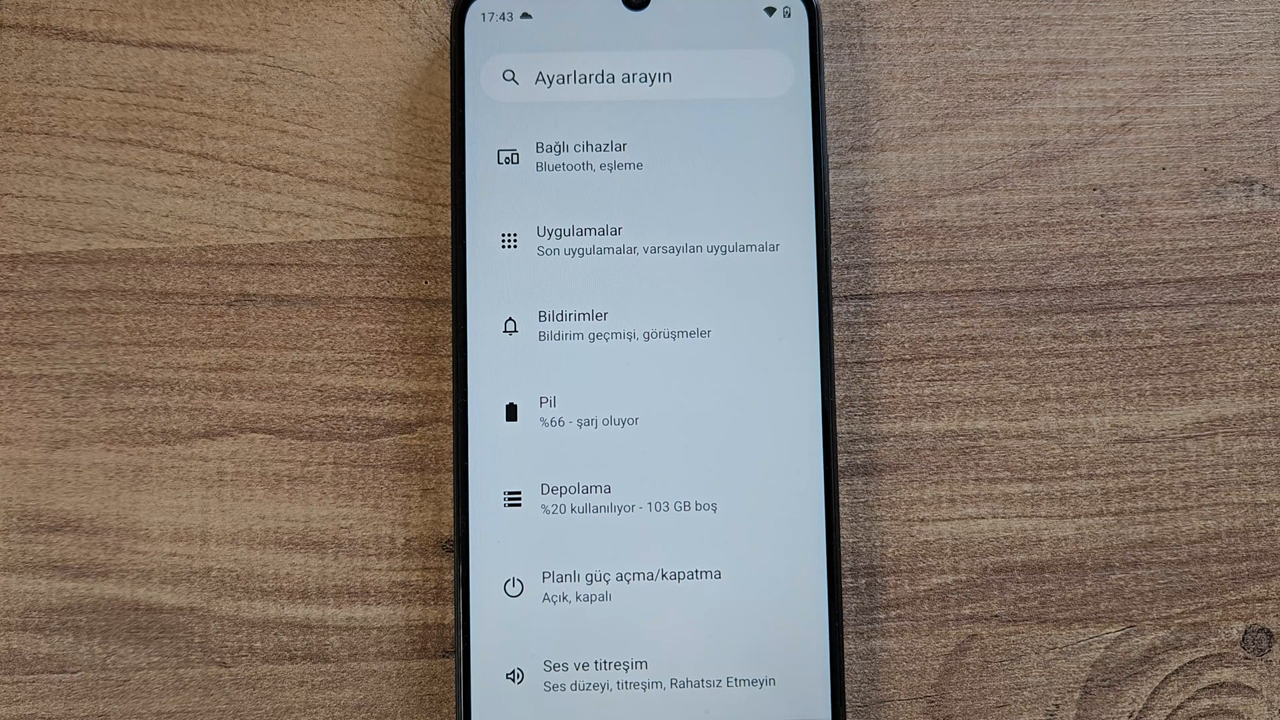 17:43
Ayarlarda arayın
Bağlı cihazlar
Bluetooth, eşleme
Uygulamalar
Son uygulamalar, varsayılan uygulamalar
Bildirimler
Bildirim geçmişi, görüşmeler
Pil
%66 - şarj oluyor
Depolama
%20 kullanılıyor - 103 GB boş
Planlı güç açma/kapatma
Açık, kapalı
Ses ve titreşim
Ses düzeyi, titreşim, Rahatsız Etmeyin